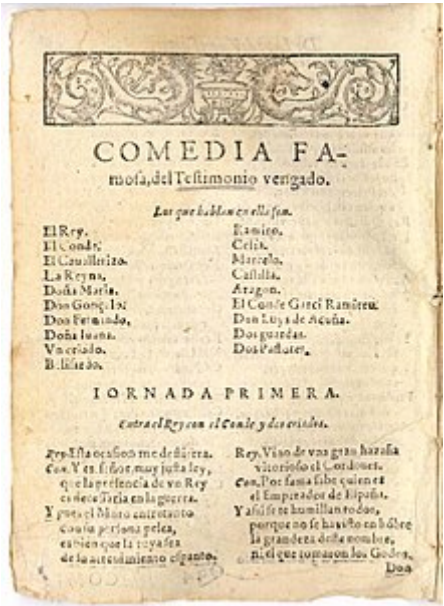 COMEDIA FA-
mosa, del Testimonio vengado.
Los que hablan en ella son.
El Rey.
El Conde.
El Cauallerizo.
La Reyna.
Doña Maria.
Don Gonçalo.
Don Fernando.
Doña Iuana.
Vn criado.
Belisardo.
Ramiro.
Celia.
Marcelo.
Castilla.
Aragon.
El Conde Garci Ramirez.
Don Luys de Acuña.
Dos guardas.
Dos Pastores.
IORNADA PRIMERA.
Entra el Rey con el Conde y dos criados.
Rey. Esta ocasion me
Con. Y es señor, muy justa ley,
que la presencia de vn Rey
es necessaria en la guerra.
Y pues el Moro entretanto
con su persona pelea,
es bien que la tuya sea
de su atreuimiento espanto.
Rey. Vino de vna gran hazaña
vitorioso el Cordoues.
Con. Por fama sabe quien es
el Emperador de España.
Y assi se humillan todos,
porque no se ha visto en hõbre
la grandeza deste nombre,
ni el que tomaron los Godos.
Don